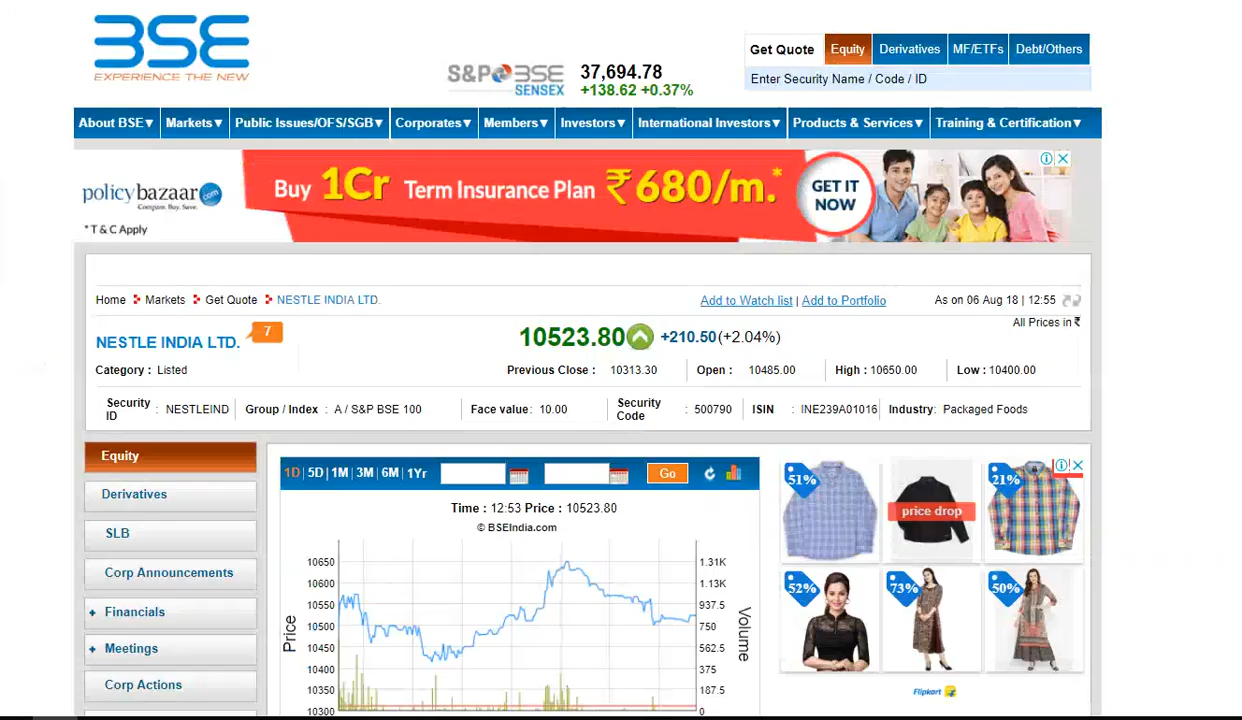 BSE
EXPERIENCE THE NEW
S&P BSE SENSEX
37,694.78
+138.62 +0.37%
Get Quote Equity Derivatives MF/ETFs Debt/Others
Enter Security Name / Code / ID
About BSE▾ Markets▾ Public Issues/OFS/SGB▾ Corporates▾ Members▾ Investors▾ International Investors▾ Products & Services▾ Training & Certification▾
policybazaar.com
Compare. Buy. Save.
*T & C Apply
Buy 1Cr Term Insurance Plan ₹680/m.*
GET IT NOW
Home Markets Get Quote NESTLE INDIA LTD.
Add to Watch list | Add to Portfolio
As on 06 Aug 18 | 12:55
All Prices in ₹
NESTLE INDIA LTD. 7
10523.80 +210.50(+2.04%)
Category : Listed
Previous Close : 10313.30 Open : 10485.00 High : 10650.00 Low : 10400.00
Security ID : NESTLEIND Group / Index : A / S&P BSE 100 Face value : 10.00 Security Code : 500790 ISIN : INE239A01016 Industry: Packaged Foods
Equity
Derivatives
SLB
Corp Announcements
+ Financials
+ Meetings
Corp Actions
1D| 5D| 1M| 3M| 6M| 1Yr Go
Time : 12:53 Price : 10523.80
© BSEIndia.com
Price
10650
10600
10550
10500
10450
10400
10350
10300
1.31K
1.13K
937.5
750
562.5
375
187.5
0
Volume
51%
price drop
21%
52%
73%
50%
Flipkart